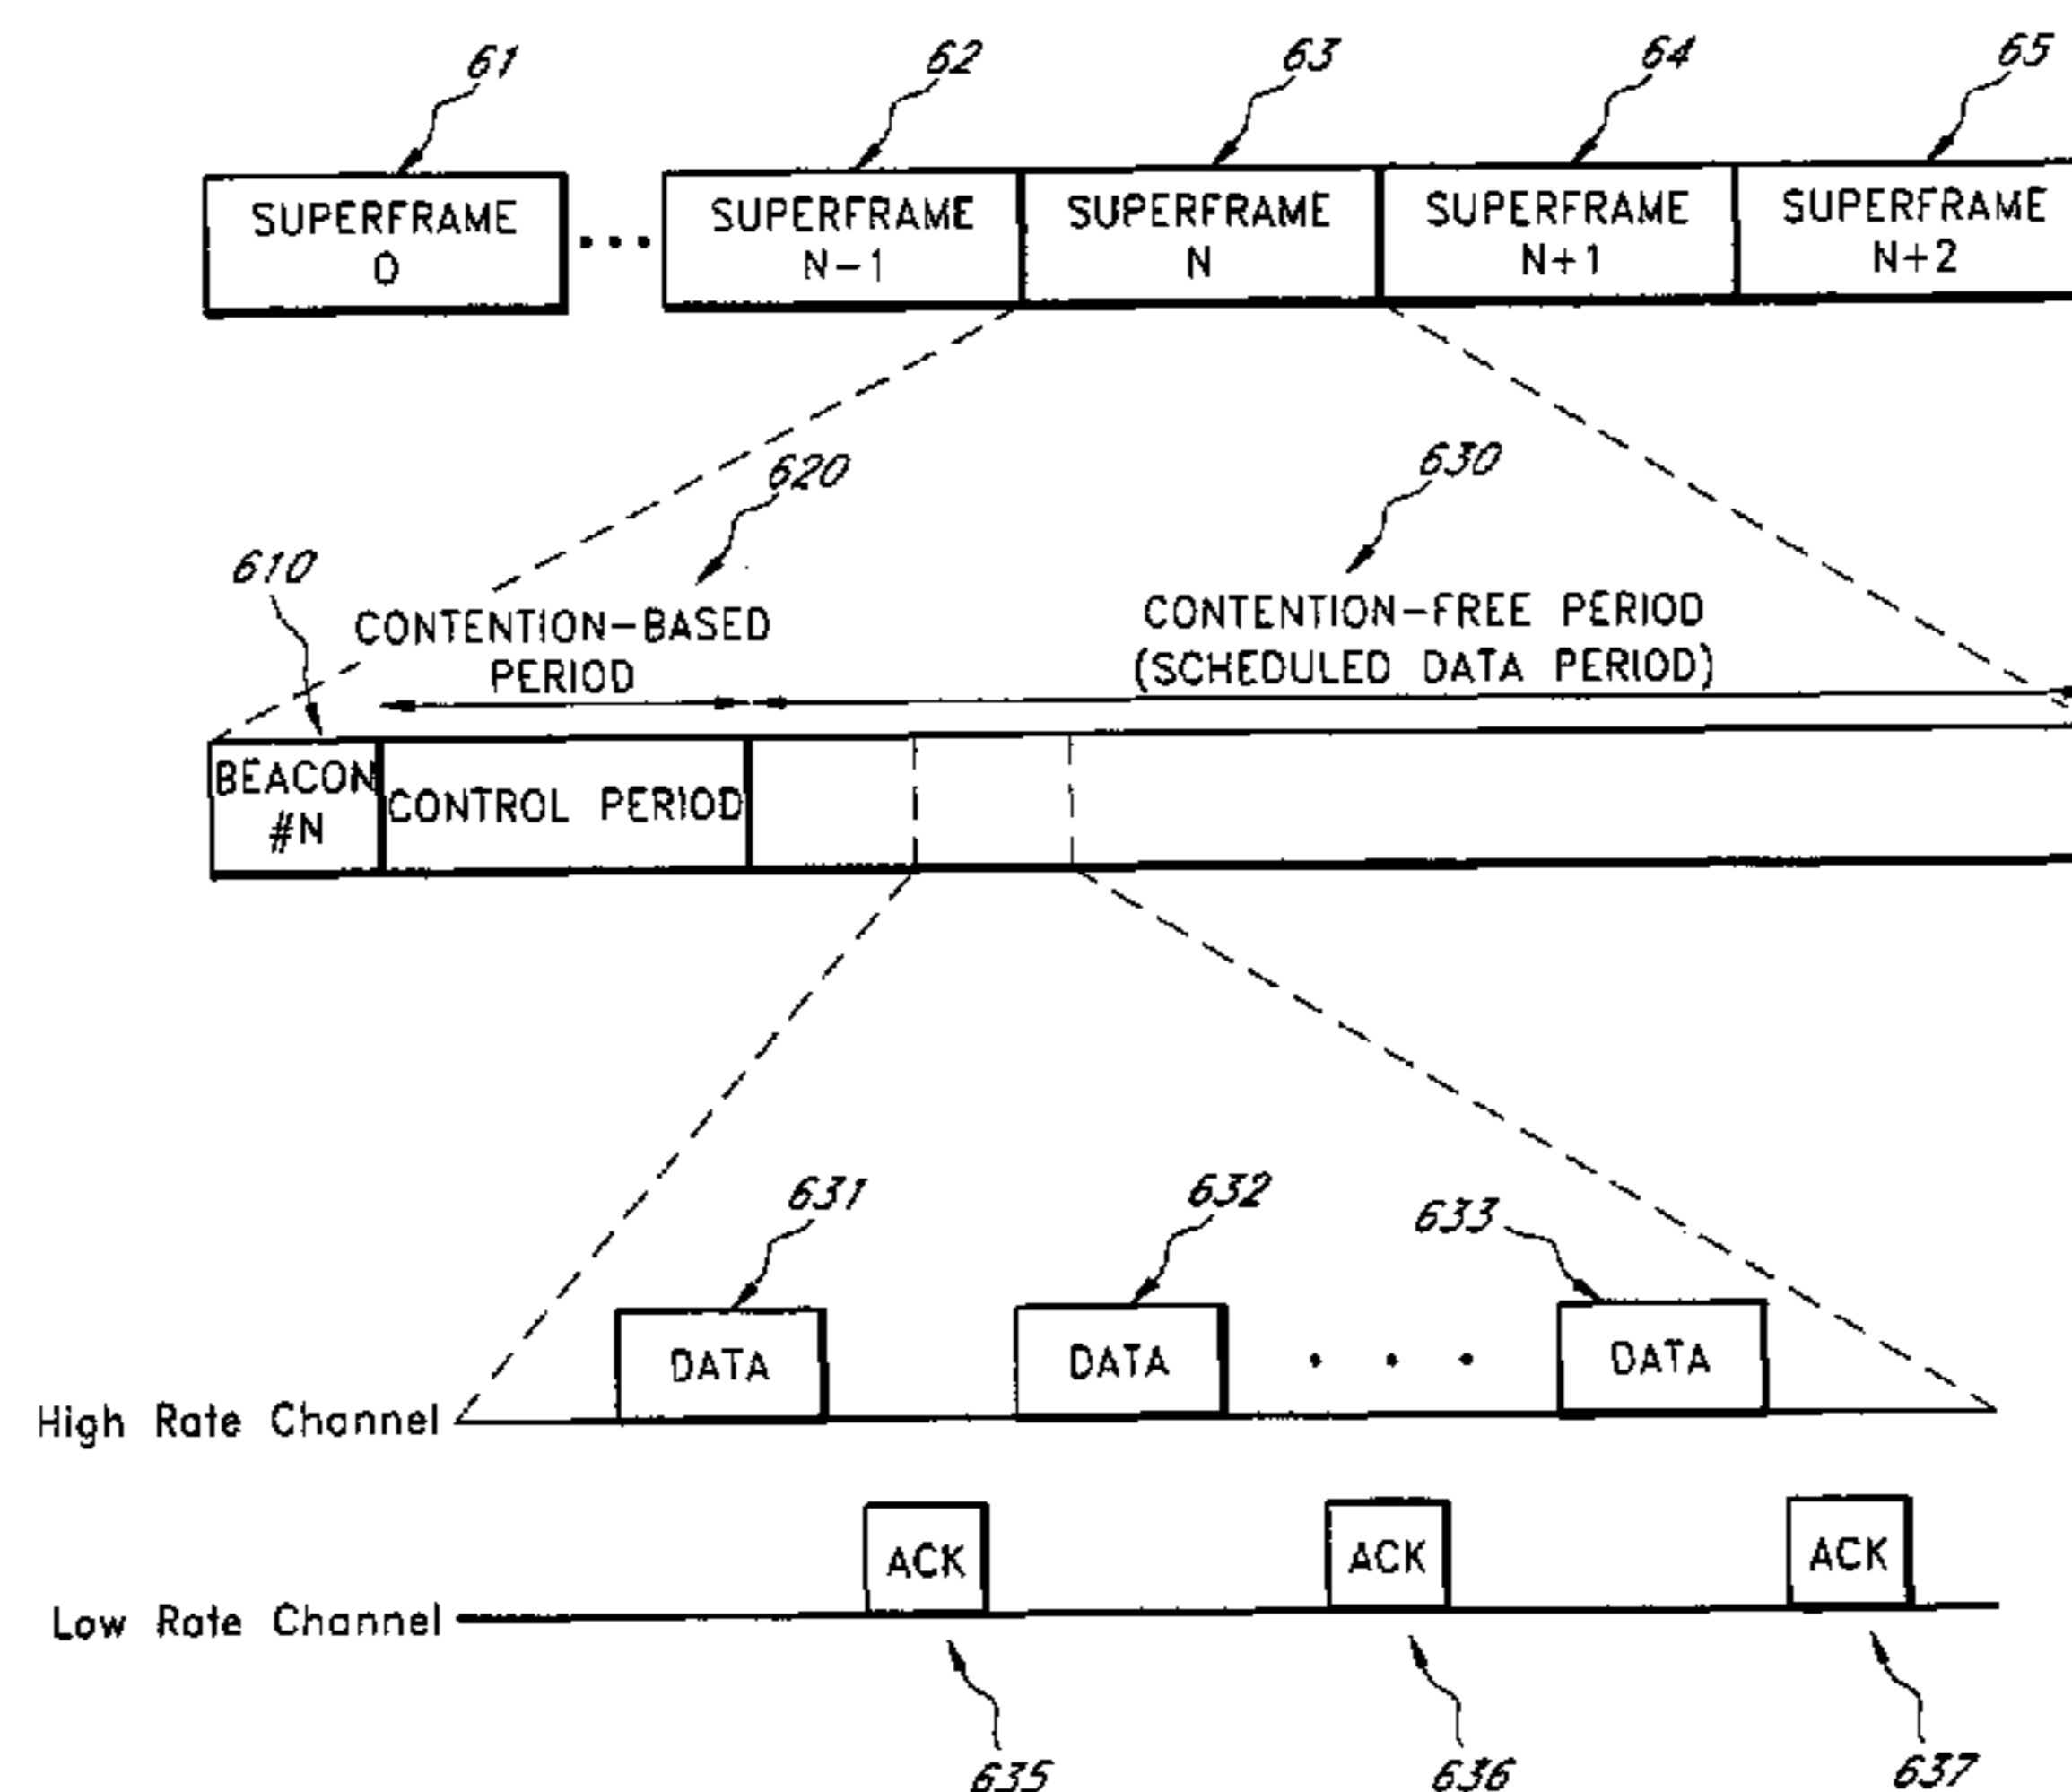 61 62 63 64 65
SUPERFRAME 0 ... SUPERFRAME N-1 SUPERFRAME N SUPERFRAME N+1 SUPERFRAME N+2
620 630
610
CONTENTION-BASED PERIOD
CONTENTION-FREE PERIOD
(SCHEDULED DATA PERIOD)
BEACON #N CONTROL PERIOD
631 632 633
High Rate Channel DATA DATA . . . DATA
Low Rate Channel ACK ACK ACK
635 636 637